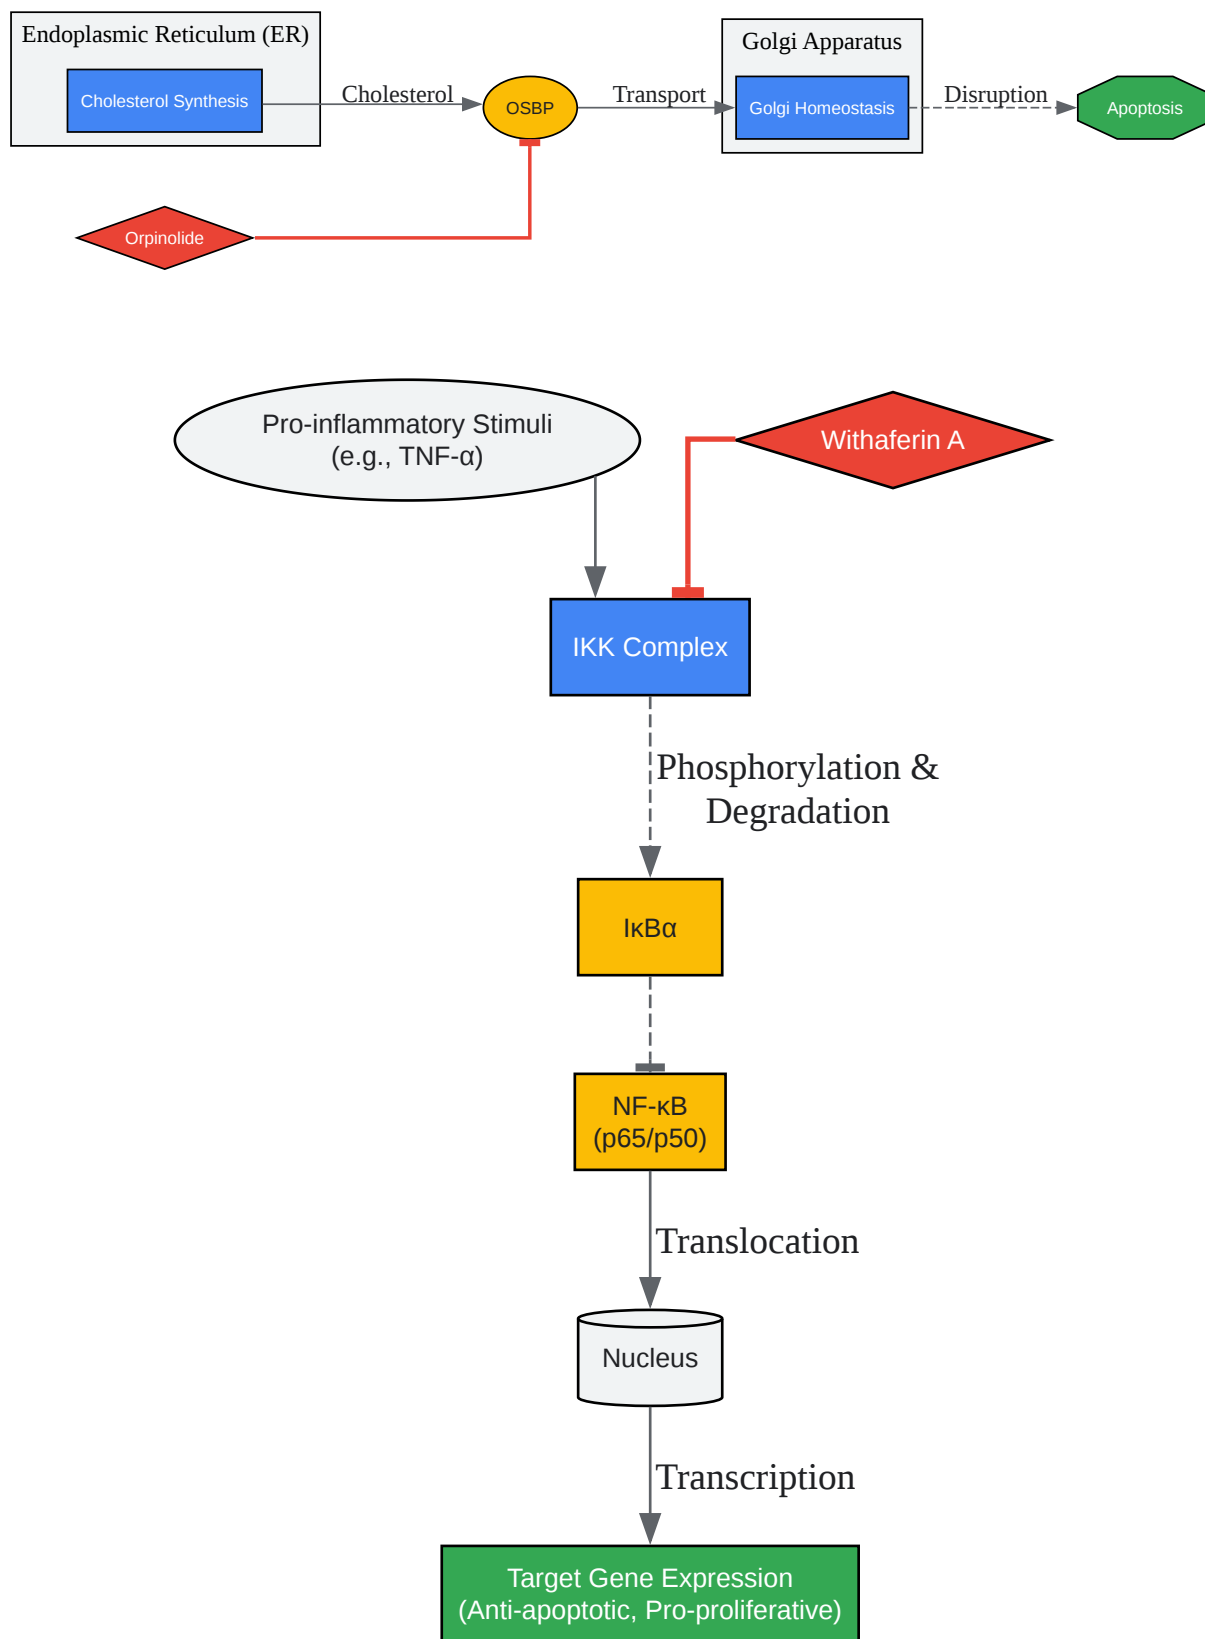 Endoplasmic Reticulum (ER)
Golgi Apparatus
Cholesterol Synthesis
Cholesterol
OSBP
Transport
Golgi Homeostasis
Disruption
Apoptosis
Orpinolide
Pro-inflammatory Stimuli
(e.g., TNF-α)
Withaferin A
IKK Complex
Phosphorylation &
Degradation
IκBα
NF-κB
(p65/p50)
Translocation
Nucleus
Transcription
Target Gene Expression
(Anti-apoptotic, Pro-proliferative)